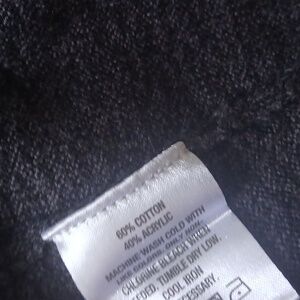 60% COTTON
40% ACRYLIC
MACHINE WASH COLD WITH
CHLORINE BLEACH WHEN
TUMBLE DRY LOW.
COOL IRON